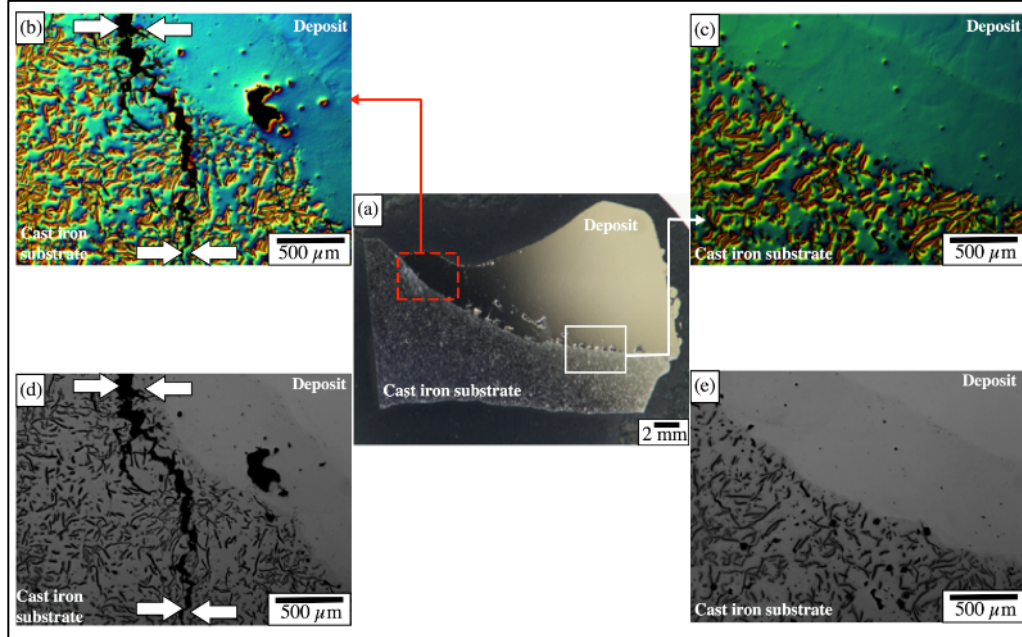 (b)
Deposit
Cast iron
substrate
500 µm
(c)
Deposit
Cast iron substrate
500 µm
(a)
Deposit
Cast iron substrate
2 mm
(d)
Deposit
Cast iron
substrate
500 µm
(e)
Deposit
Cast iron substrate
500 µm